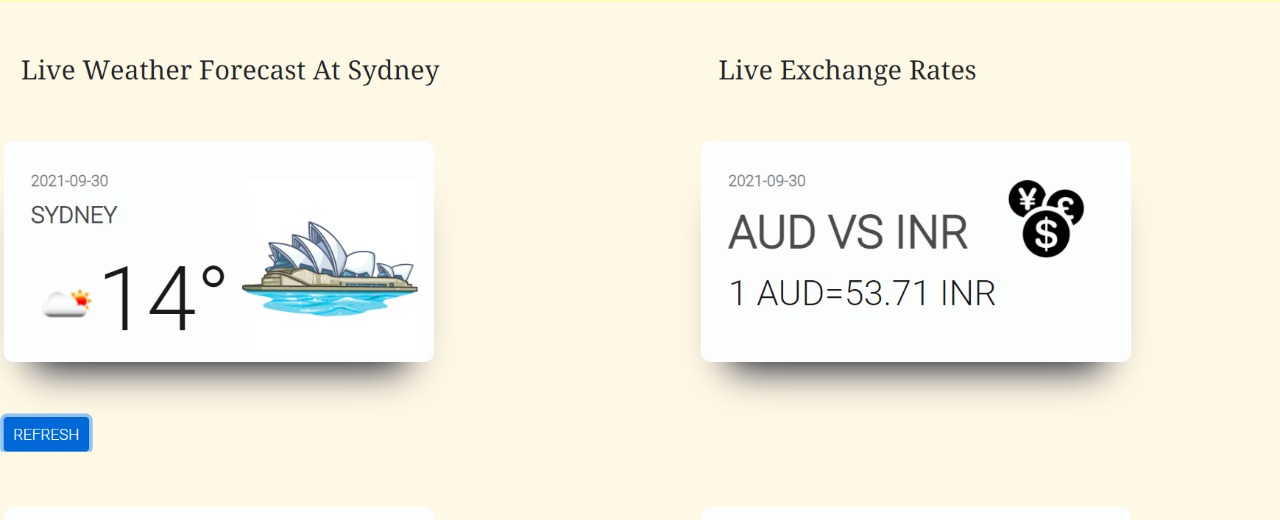 Live Weather Forecast At Sydney
2021-09-30
SYDNEY
14°
REFRESH
Live Exchange Rates
2021-09-30
AUD VS INR
¥ £
$
1 AUD=53.71 INR